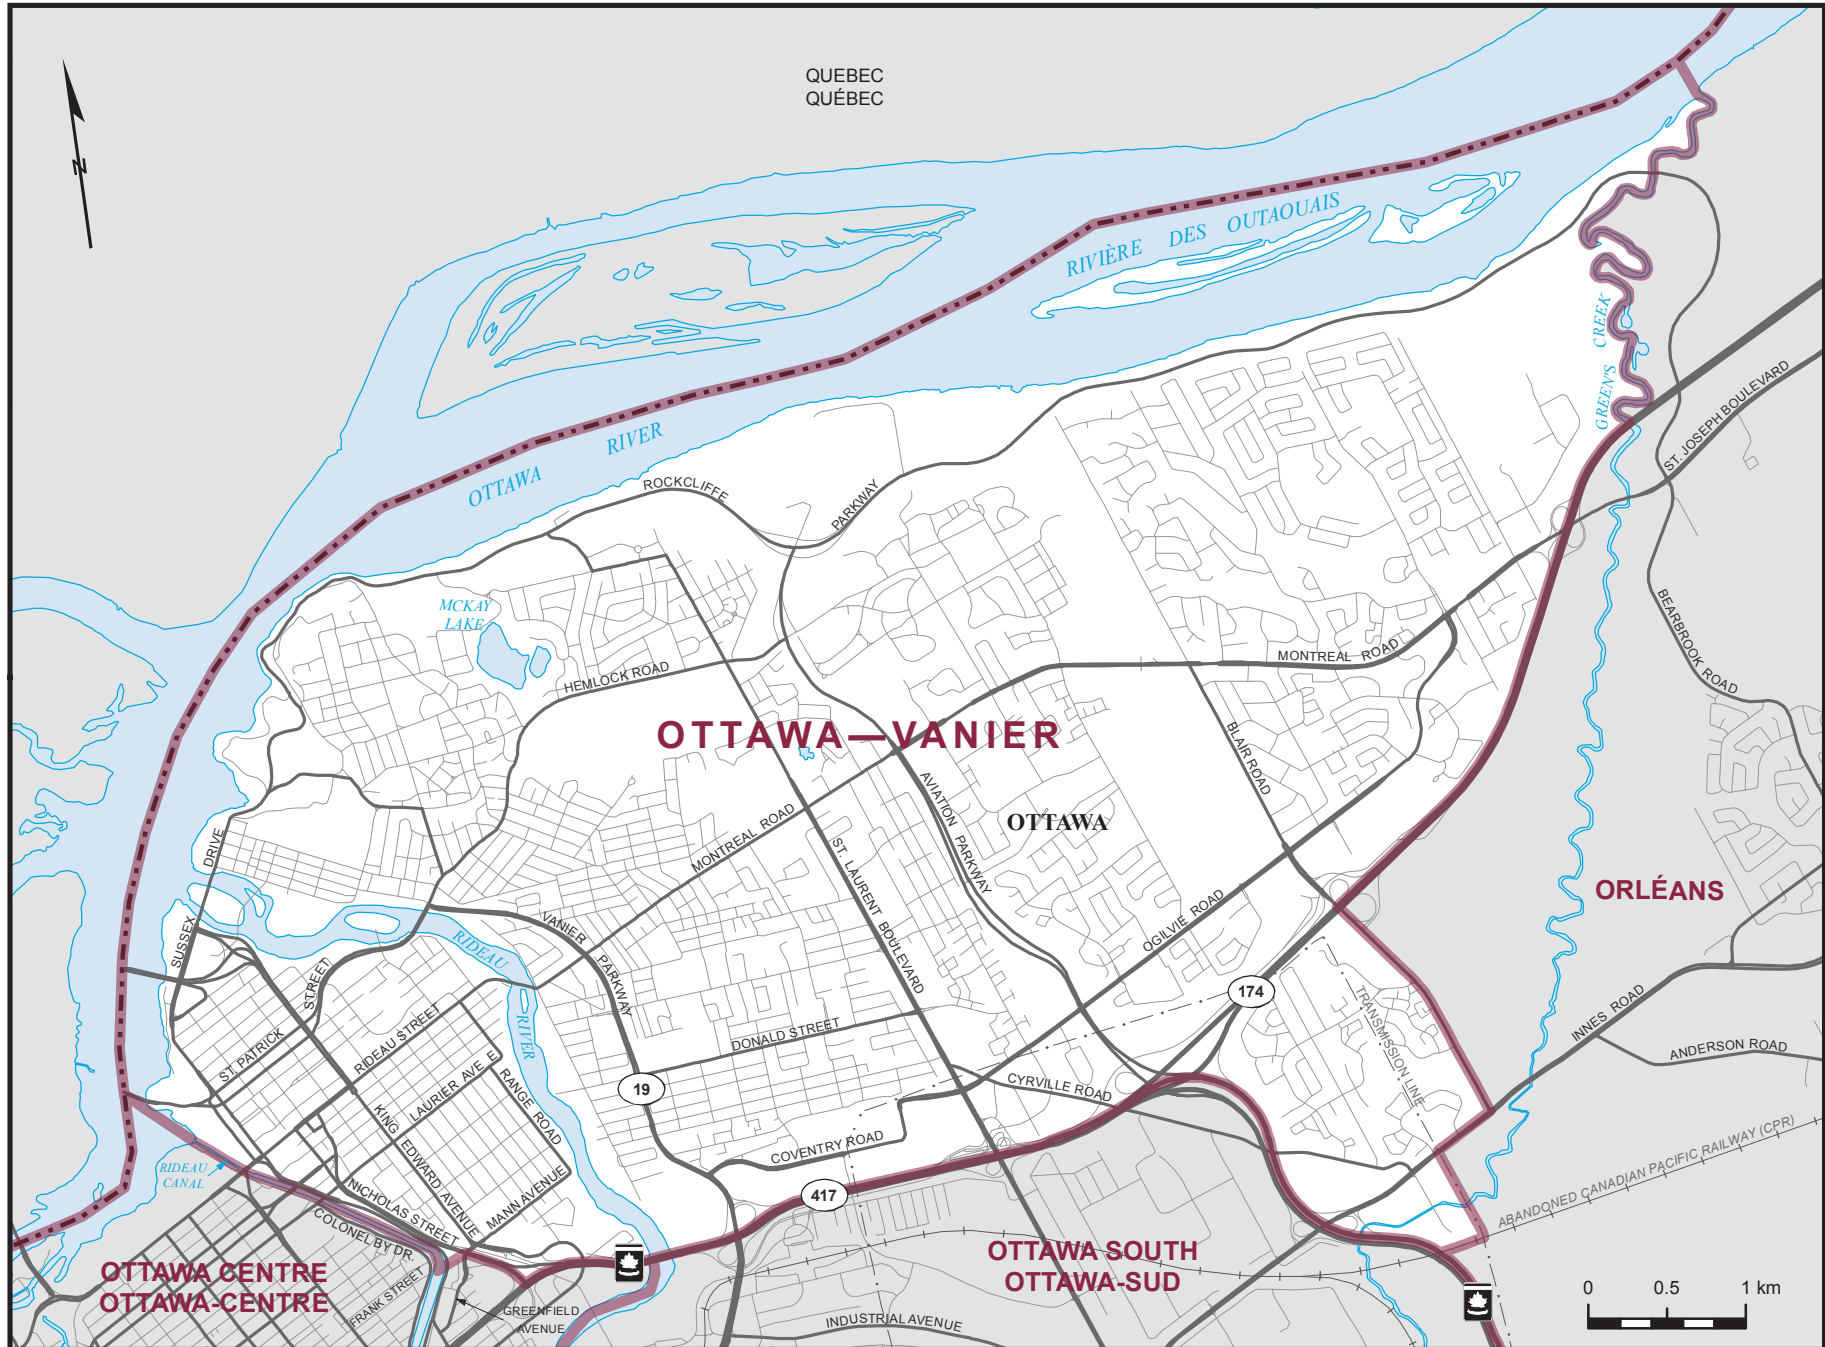 QUEBEC
QUÉBEC
N
RIVIÈRE DES OUTAOUAIS
OTTAWA RIVER
GREEN'S CREEK
ST. JOSEPH BOULEVARD
ROCKCLIFFE PARKWAY
MCKAY
LAKE
HEMLOCK ROAD
MONTREAL ROAD
BEARBROOK ROAD
OTTAWA—VANIER
BLAIR ROAD
AVIATION PARKWAY
OTTAWA
MONTREAL ROAD
ST. LAURENT BOULEVARD
SUSSEX DRIVE
ORLÉANS
VANIER PARKWAY
RIDEAU RIVER
OGILVIE ROAD
STREET
ST. PATRICK
RIDEAU STREET
174
TRANSMISSION LINE
INNES ROAD
ANDERSON ROAD
DONALD STREET
19
CYRVILLE ROAD
LAURIER AVE E
RANGE ROAD
KING EDWARD AVENUE
COVENTRY ROAD
MANN AVENUE
RIDEAU
CANAL
NICHOLAS STREET
COLONEL BY DR.
417
ABANDONED CANADIAN PACIFIC RAILWAY (CPR)
OTTAWA CENTRE
OTTAWA-CENTRE
FRANK STREET
GREENFIELD
AVENUE
OTTAWA SOUTH
OTTAWA-SUD
INDUSTRIAL AVENUE
0 0.5 1 km